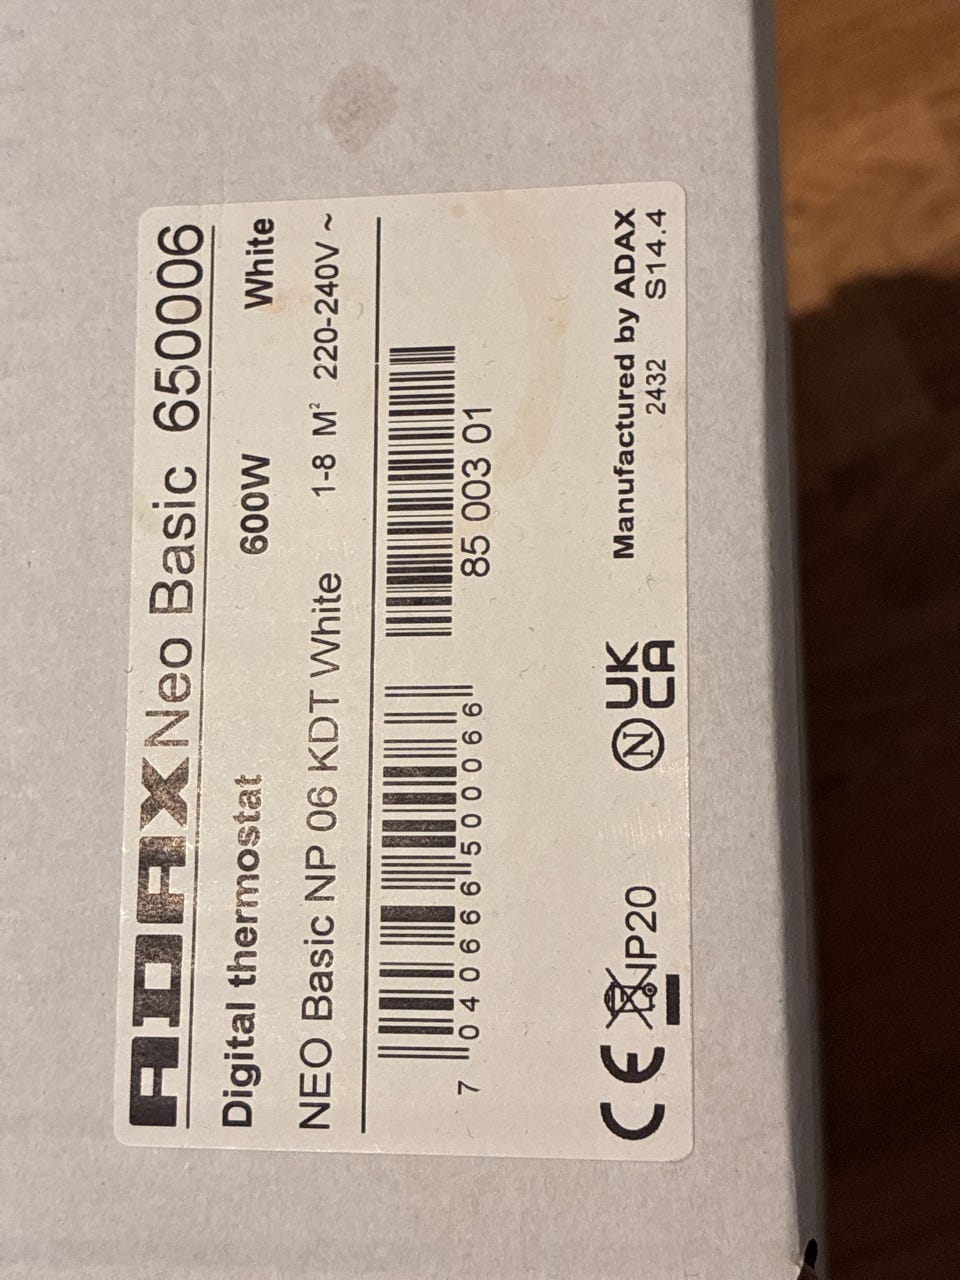 ADAX Neo Basic 650006
Digital thermostat 600W White
NEO Basic NP 06 KDT White 1-8 M² 220-240V ~
7 040666 500066
85 003 01
CE IP20 N UK CA
Manufactured by ADAX
2432 S14.4